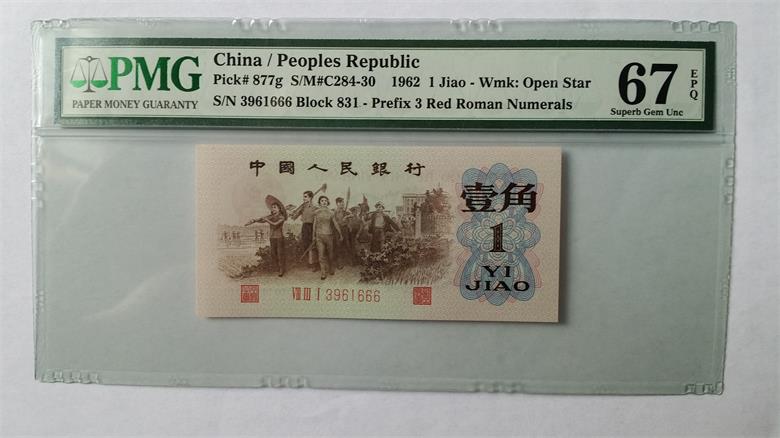 PMG
PAPER MONEY GUARANTY
China / Peoples Republic
Pick# 877g S/M#C284-30 1962 1 Jiao - Wmk: Open Star
S/N 3961666 Block 831 - Prefix 3 Red Roman Numerals
67
EPQ
Superb Gem Unc
中國人民銀行
壹角
1
YI
JIAO
VIII III I 3961666